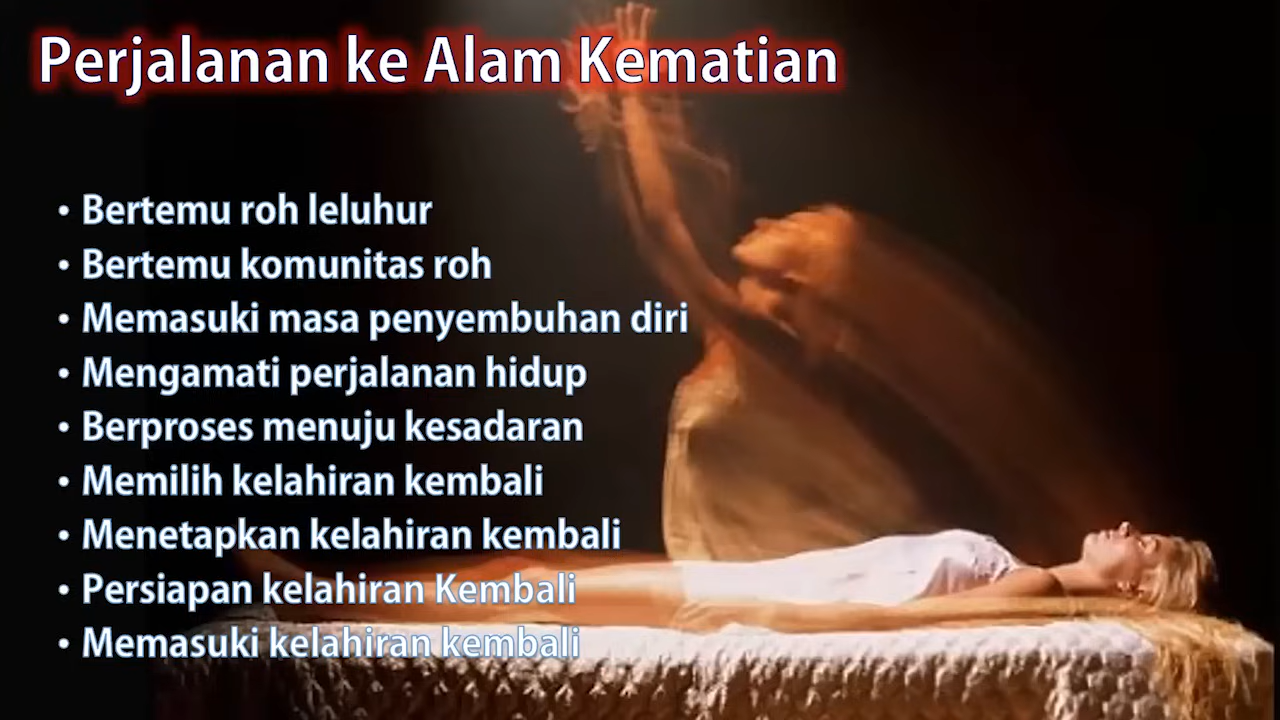 Perjalanan ke Alam Kematian
• Bertemu roh leluhur
• Bertemu komunitas roh
• Memasuki masa penyembuhan diri
• Mengamati perjalanan hidup
• Berproses menuju kesadaran
• Memilih kelahiran kembali
• Menetapkan kelahiran kembali
• Persiapan kelahiran Kembali
• Memasuki kelahiran kembali